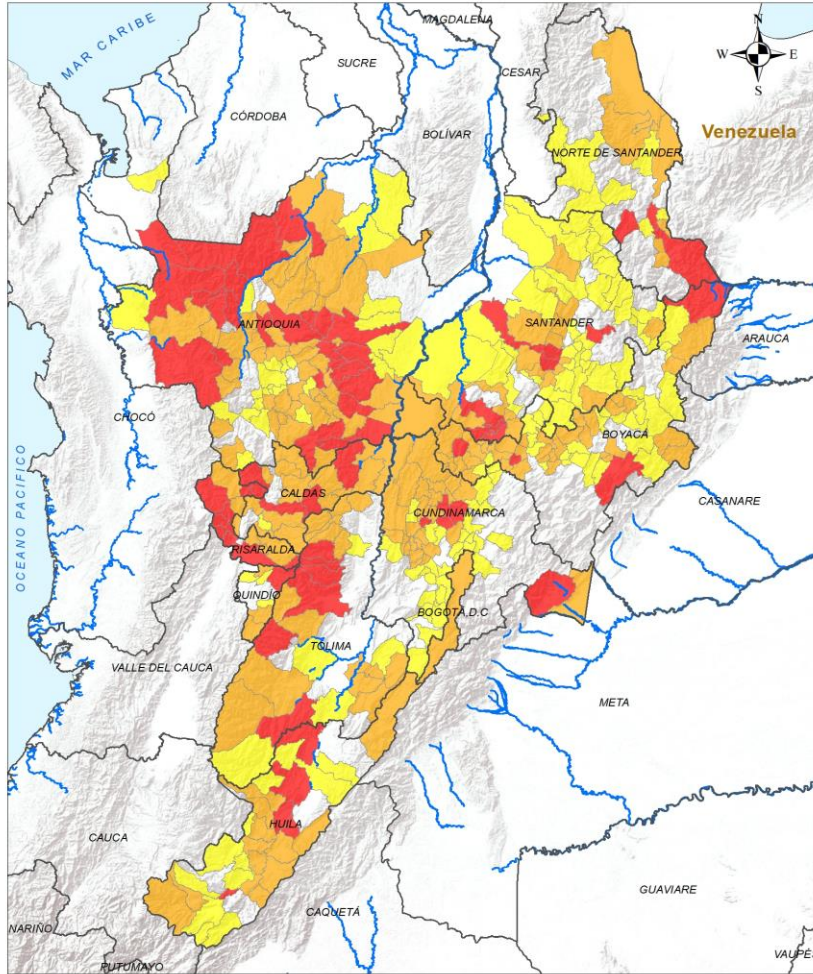 MAGDALENA
N
W E
S
MAR CARIBE
SUCRE
CESAR
CÓRDOBA
BOLÍVAR
Venezuela
NORTE DE SANTANDER
ANTIOQUIA
SANTANDER
ARAUCA
CHOCÓ
BOYACÁ
OCEANO PACIFICO
CALDAS
CUNDINAMARCA
CASANARE
RISARALDA
QUINDÍO
BOGOTÁ, D.C
TOLIMA
VALLE DEL CAUCA
META
HUILA
CAUCA
GUAVIARE
CAQUETÁ
NARIÑO
PUTUMAYO
VAUPÉS